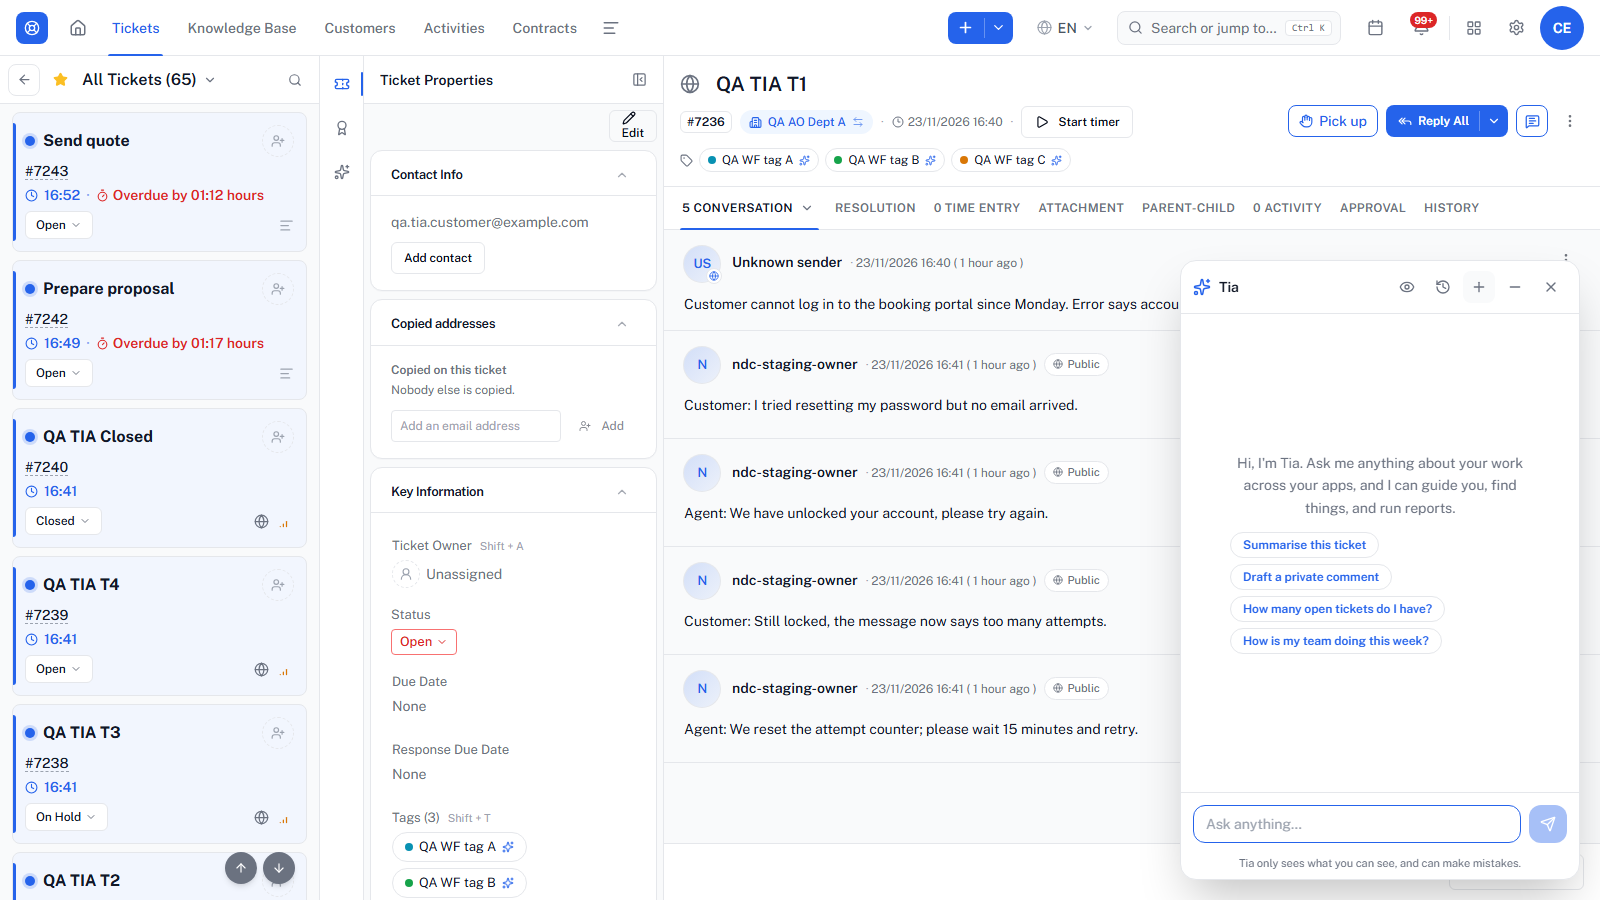 Tickets
Knowledge Base
Customers
Activities
Contracts
EN
Search or jump to...
Ctrl K
99+
CE
All Tickets (65)
Send quote
#7243
16:52 · Overdue by 01:12 hours
Open
Prepare proposal
#7242
16:49 · Overdue by 01:17 hours
Open
QA TIA Closed
#7240
16:41
Closed
QA TIA T4
#7239
16:41
Open
QA TIA T3
#7238
16:41
On Hold
QA TIA T2
Ticket Properties
Edit
Contact Info
qa.tia.customer@example.com
Add contact
Copied addresses
Copied on this ticket
Nobody else is copied.
Add an email address
Add
Key Information
Ticket Owner Shift + A
Unassigned
Status
Open
Due Date
None
Response Due Date
None
Tags (3) Shift + T
QA WF tag A
QA WF tag B
QA TIA T1
#7236
QA AO Dept A
· 23/11/2026 16:40 ·
Start timer
Pick up
Reply All
QA WF tag A
QA WF tag B
QA WF tag C
5 CONVERSATION
RESOLUTION
0 TIME ENTRY
ATTACHMENT
PARENT-CHILD
0 ACTIVITY
APPROVAL
HISTORY
US
Unknown sender · 23/11/2026 16:40 ( 1 hour ago )
Customer cannot log in to the booking portal since Monday. Error says accou
N
ndc-staging-owner · 23/11/2026 16:41 ( 1 hour ago ) Public
Customer: I tried resetting my password but no email arrived.
N
ndc-staging-owner · 23/11/2026 16:41 ( 1 hour ago ) Public
Agent: We have unlocked your account, please try again.
N
ndc-staging-owner · 23/11/2026 16:41 ( 1 hour ago ) Public
Customer: Still locked, the message now says too many attempts.
N
ndc-staging-owner · 23/11/2026 16:41 ( 1 hour ago ) Public
Agent: We reset the attempt counter; please wait 15 minutes and retry.
Tia
Hi, I'm Tia. Ask me anything about your work
across your apps, and I can guide you, find
things, and run reports.
Summarise this ticket
Draft a private comment
How many open tickets do I have?
How is my team doing this week?
Ask anything...
Tia only sees what you can see, and can make mistakes.